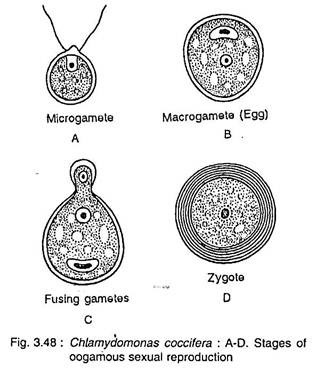 Microgamete
A
Macrogamete (Egg)
B
Fusing gametes
C
Zygote
D
Fig. 3.48 : Chlamydomonas coccifera : A-D. Stages of
oogamous sexual reproduction